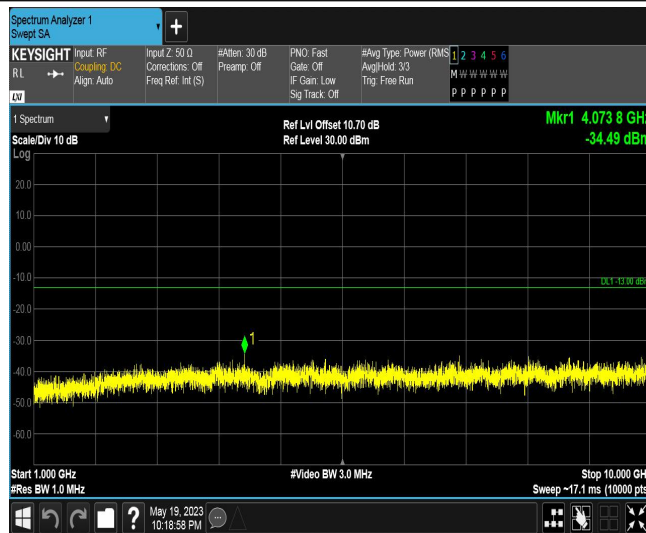 Spectrum Analyzer 1
Swept SA
+
KEYSIGHT
RL
LXI
Input: RF
Coupling: DC
Align: Auto
Input Z: 50 Ω
Corrections: Off
Freq Ref: Int (S)
#Atten: 30 dB
Preamp: Off
PNO: Fast
Gate: Off
IF Gain: Low
Sig Track: Off
#Avg Type: Power (RMS
Avg|Hold: 3/3
Trig: Free Run
1 2 3 4 5 6
M W W W W W
P P P P P P
1 Spectrum
Scale/Div 10 dB
Log
Ref Lvl Offset 10.70 dB
Ref Level 30.00 dBm
Mkr1 4.073 8 GHz
-34.49 dBm
20.0
10.0
0.00
-10.0
DL1 -13.00 dBm
-20.0
-30.0
1
-40.0
-50.0
-60.0
Start 1.000 GHz
#Res BW 1.0 MHz
#Video BW 3.0 MHz
Stop 10.000 GHz
Sweep ~17.1 ms (10000 pts)
?
May 19, 2023
10:18:58 PM